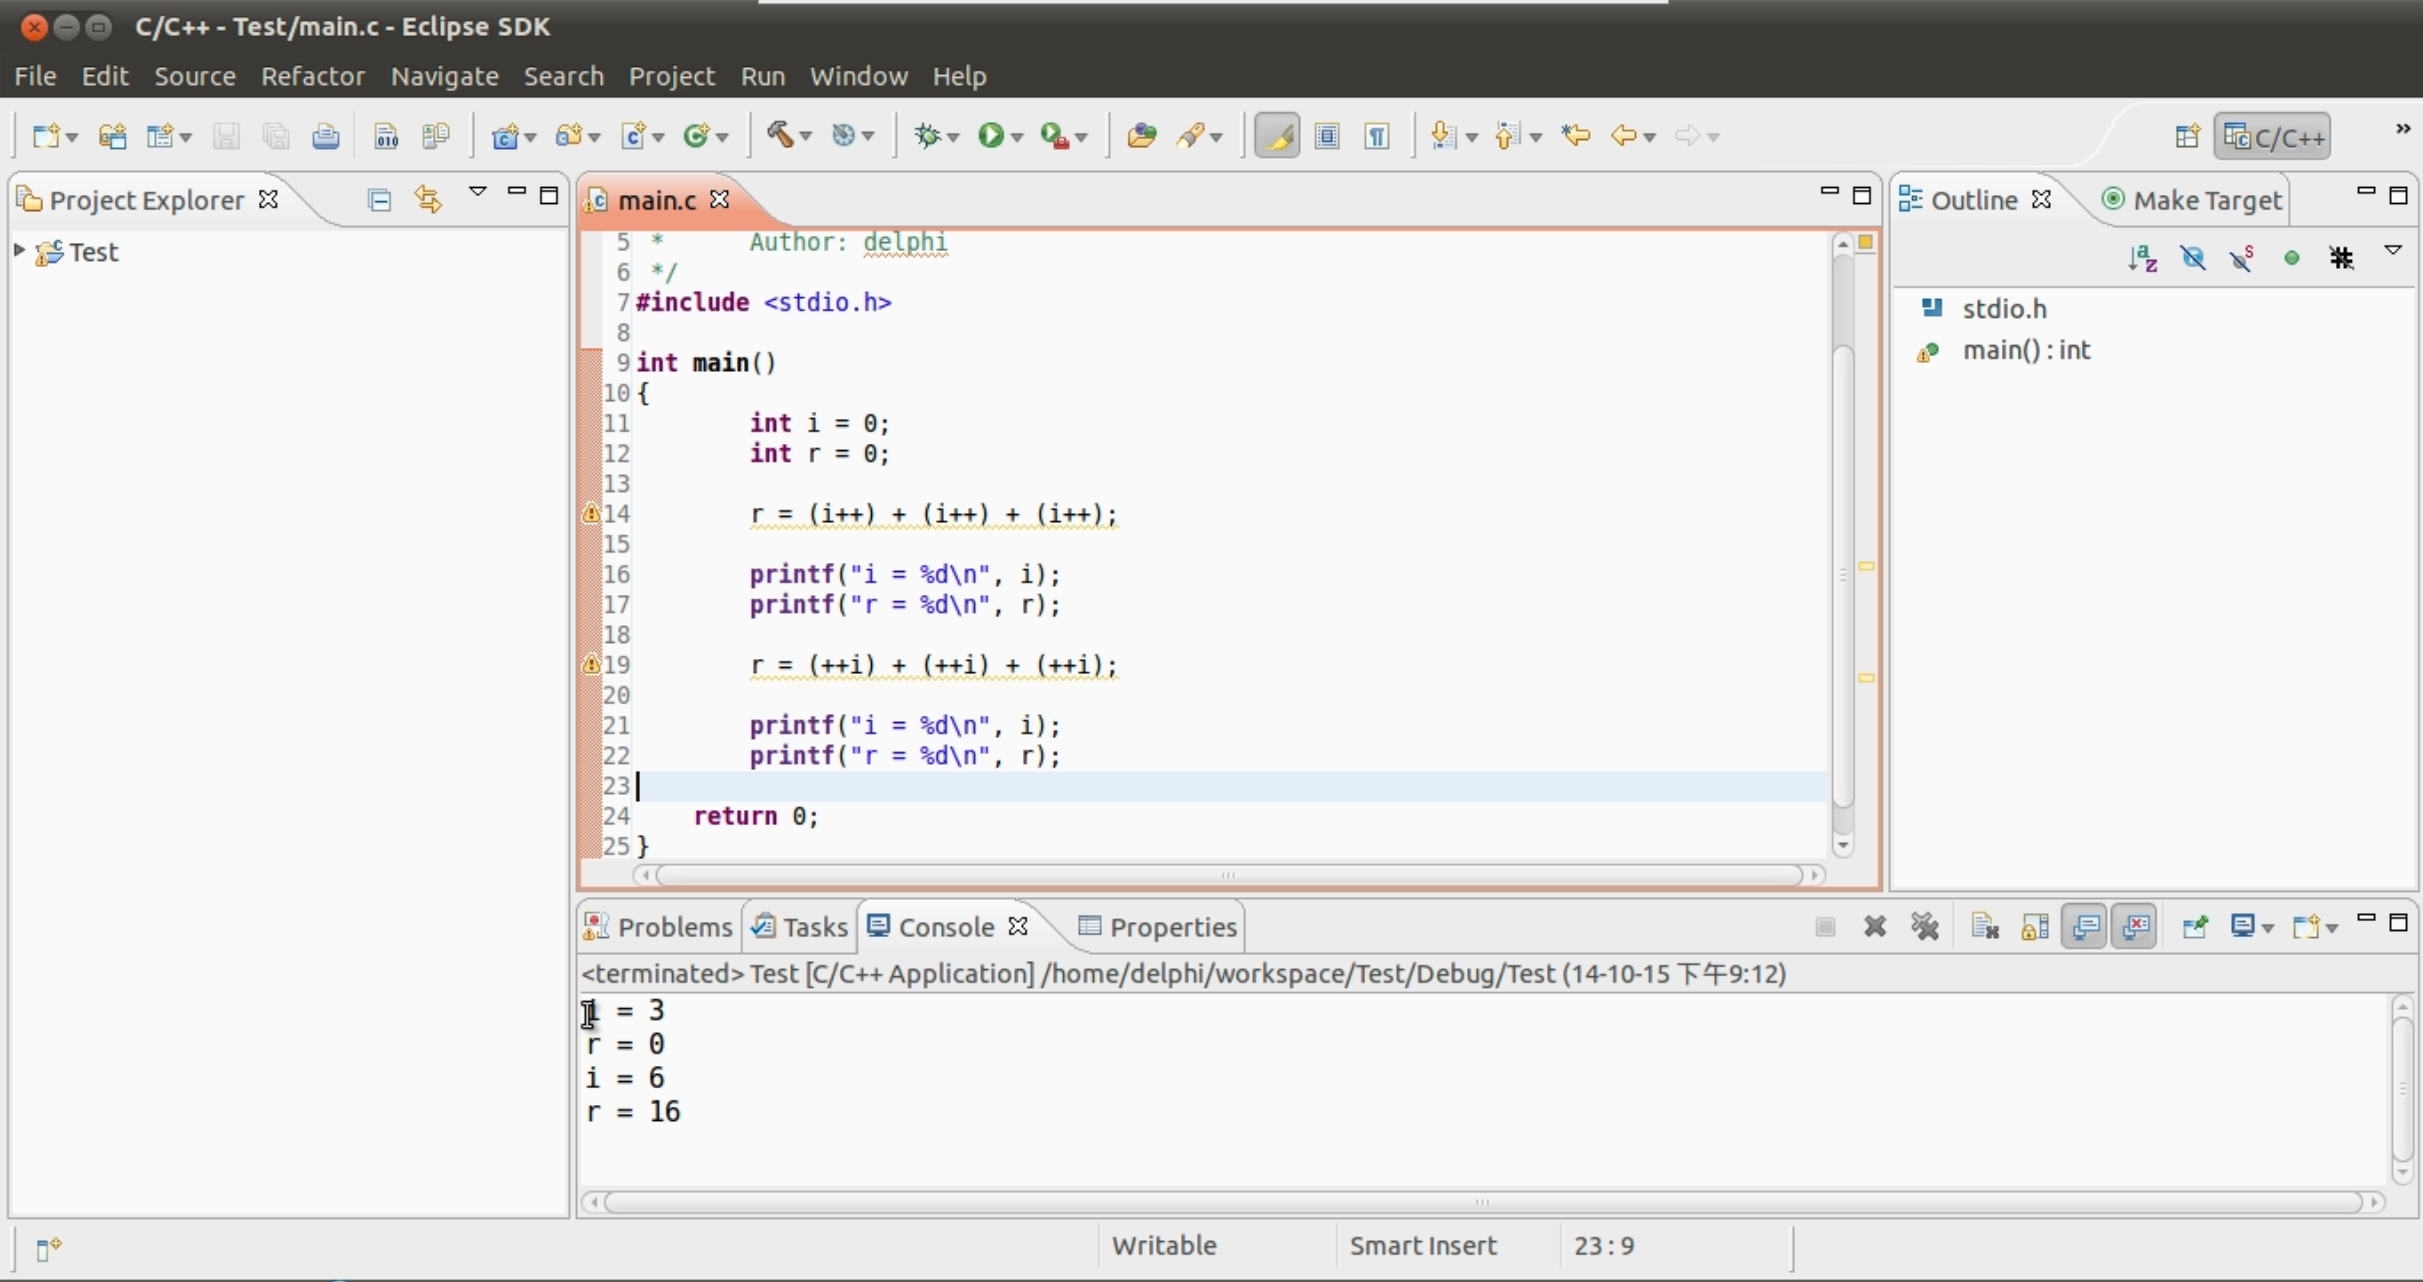 C/C++ - Test/main.c - Eclipse SDK
File Edit Source Refactor Navigate Search Project Run Window Help
C/C++
Project Explorer
Test
main.c
5 *      Author: delphi
6 */
7 #include <stdio.h>
8
9 int main()
10 {
11        int i = 0;
12        int r = 0;
13
14        r = (i++) + (i++) + (i++);
15
16        printf("i = %d\n", i);
17        printf("r = %d\n", r);
18
19        r = (++i) + (++i) + (++i);
20
21        printf("i = %d\n", i);
22        printf("r = %d\n", r);
23
24    return 0;
25 }
Outline Make Target
stdio.h
main() : int
Problems Tasks Console Properties
<terminated> Test [C/C++ Application] /home/delphi/workspace/Test/Debug/Test (14-10-15 下午9:12)
i = 3
r = 0
i = 6
r = 16
Writable Smart Insert 23 : 9